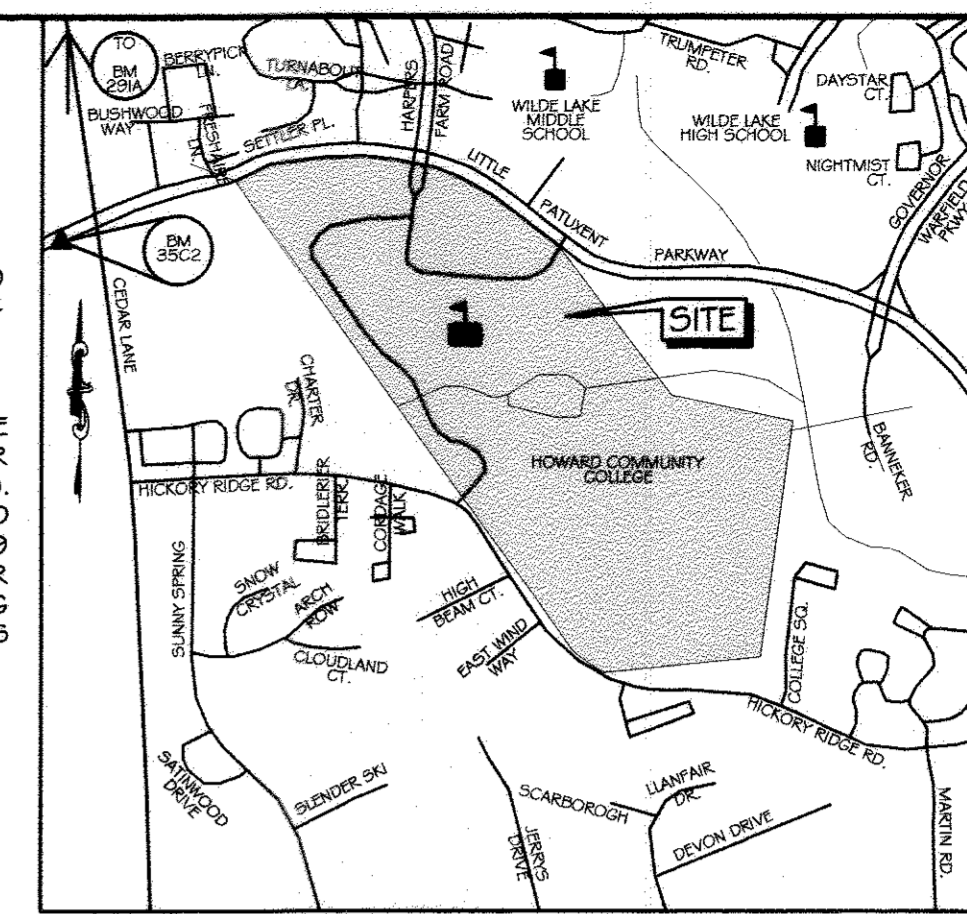 TO
BM
291A
BERRYPICK
LN.
BUSHWOOD
WAY
FRESHAIRE
LN.
TURNABOUT
LA.
SETTLER PL.
HARPERS
FARM ROAD
WILDE LAKE
MIDDLE
SCHOOL
TRUMPETER
RD.
WILDE LAKE
HIGH SCHOOL
DAYSTAR
CT.
NIGHTMIST
CT.
GOVERNOR
WARFIELD
PKWY.
LITTLE
PATUXENT
PARKWAY
BM
35C2
CEDAR LANE
SITE
CHARTER
DR.
HOWARD COMMUNITY
COLLEGE
BANNEKER
RD.
HICKORY RIDGE RD.
BRIDLERIER
TERR.
CORDAGE
WALK
SUNNY SPRING
SNOW
CRYSTAL
ARCH
ROW
CLOUDLAND
CT.
HIGH
BEAM CT.
EAST WIND
WAY
COLLEGE SQ.
HICKORY RIDGE RD.
SATINWOOD
DRIVE
SLENDER SKI
JERRYS
DRIVE
SCARBOROGH
LLANFAIR
DR.
DEVON DRIVE
MARTIN RD.